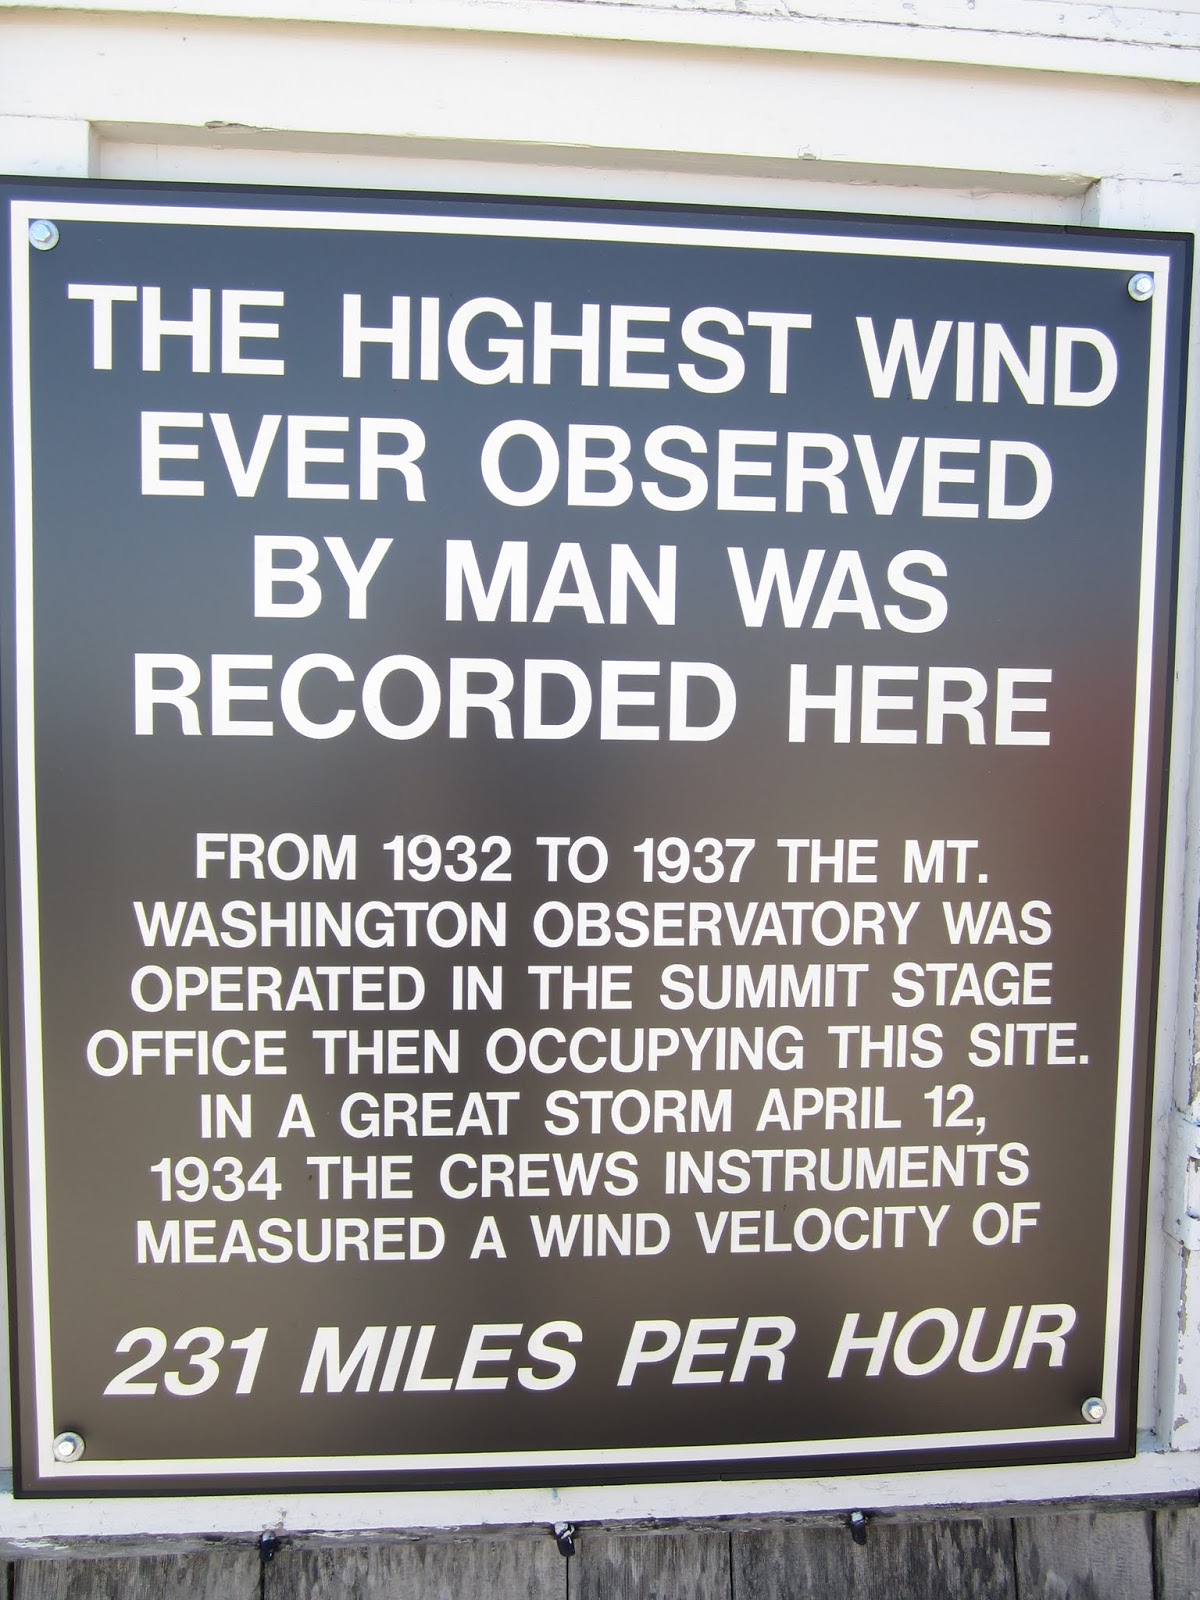 THE HIGHEST WIND
EVER OBSERVED
BY MAN WAS
RECORDED HERE
FROM 1932 TO 1937 THE MT.
WASHINGTON OBSERVATORY WAS
OPERATED IN THE SUMMIT STAGE
OFFICE THEN OCCUPYING THIS SITE.
IN A GREAT STORM APRIL 12,
1934 THE CREWS INSTRUMENTS
MEASURED A WIND VELOCITY OF
231 MILES PER HOUR